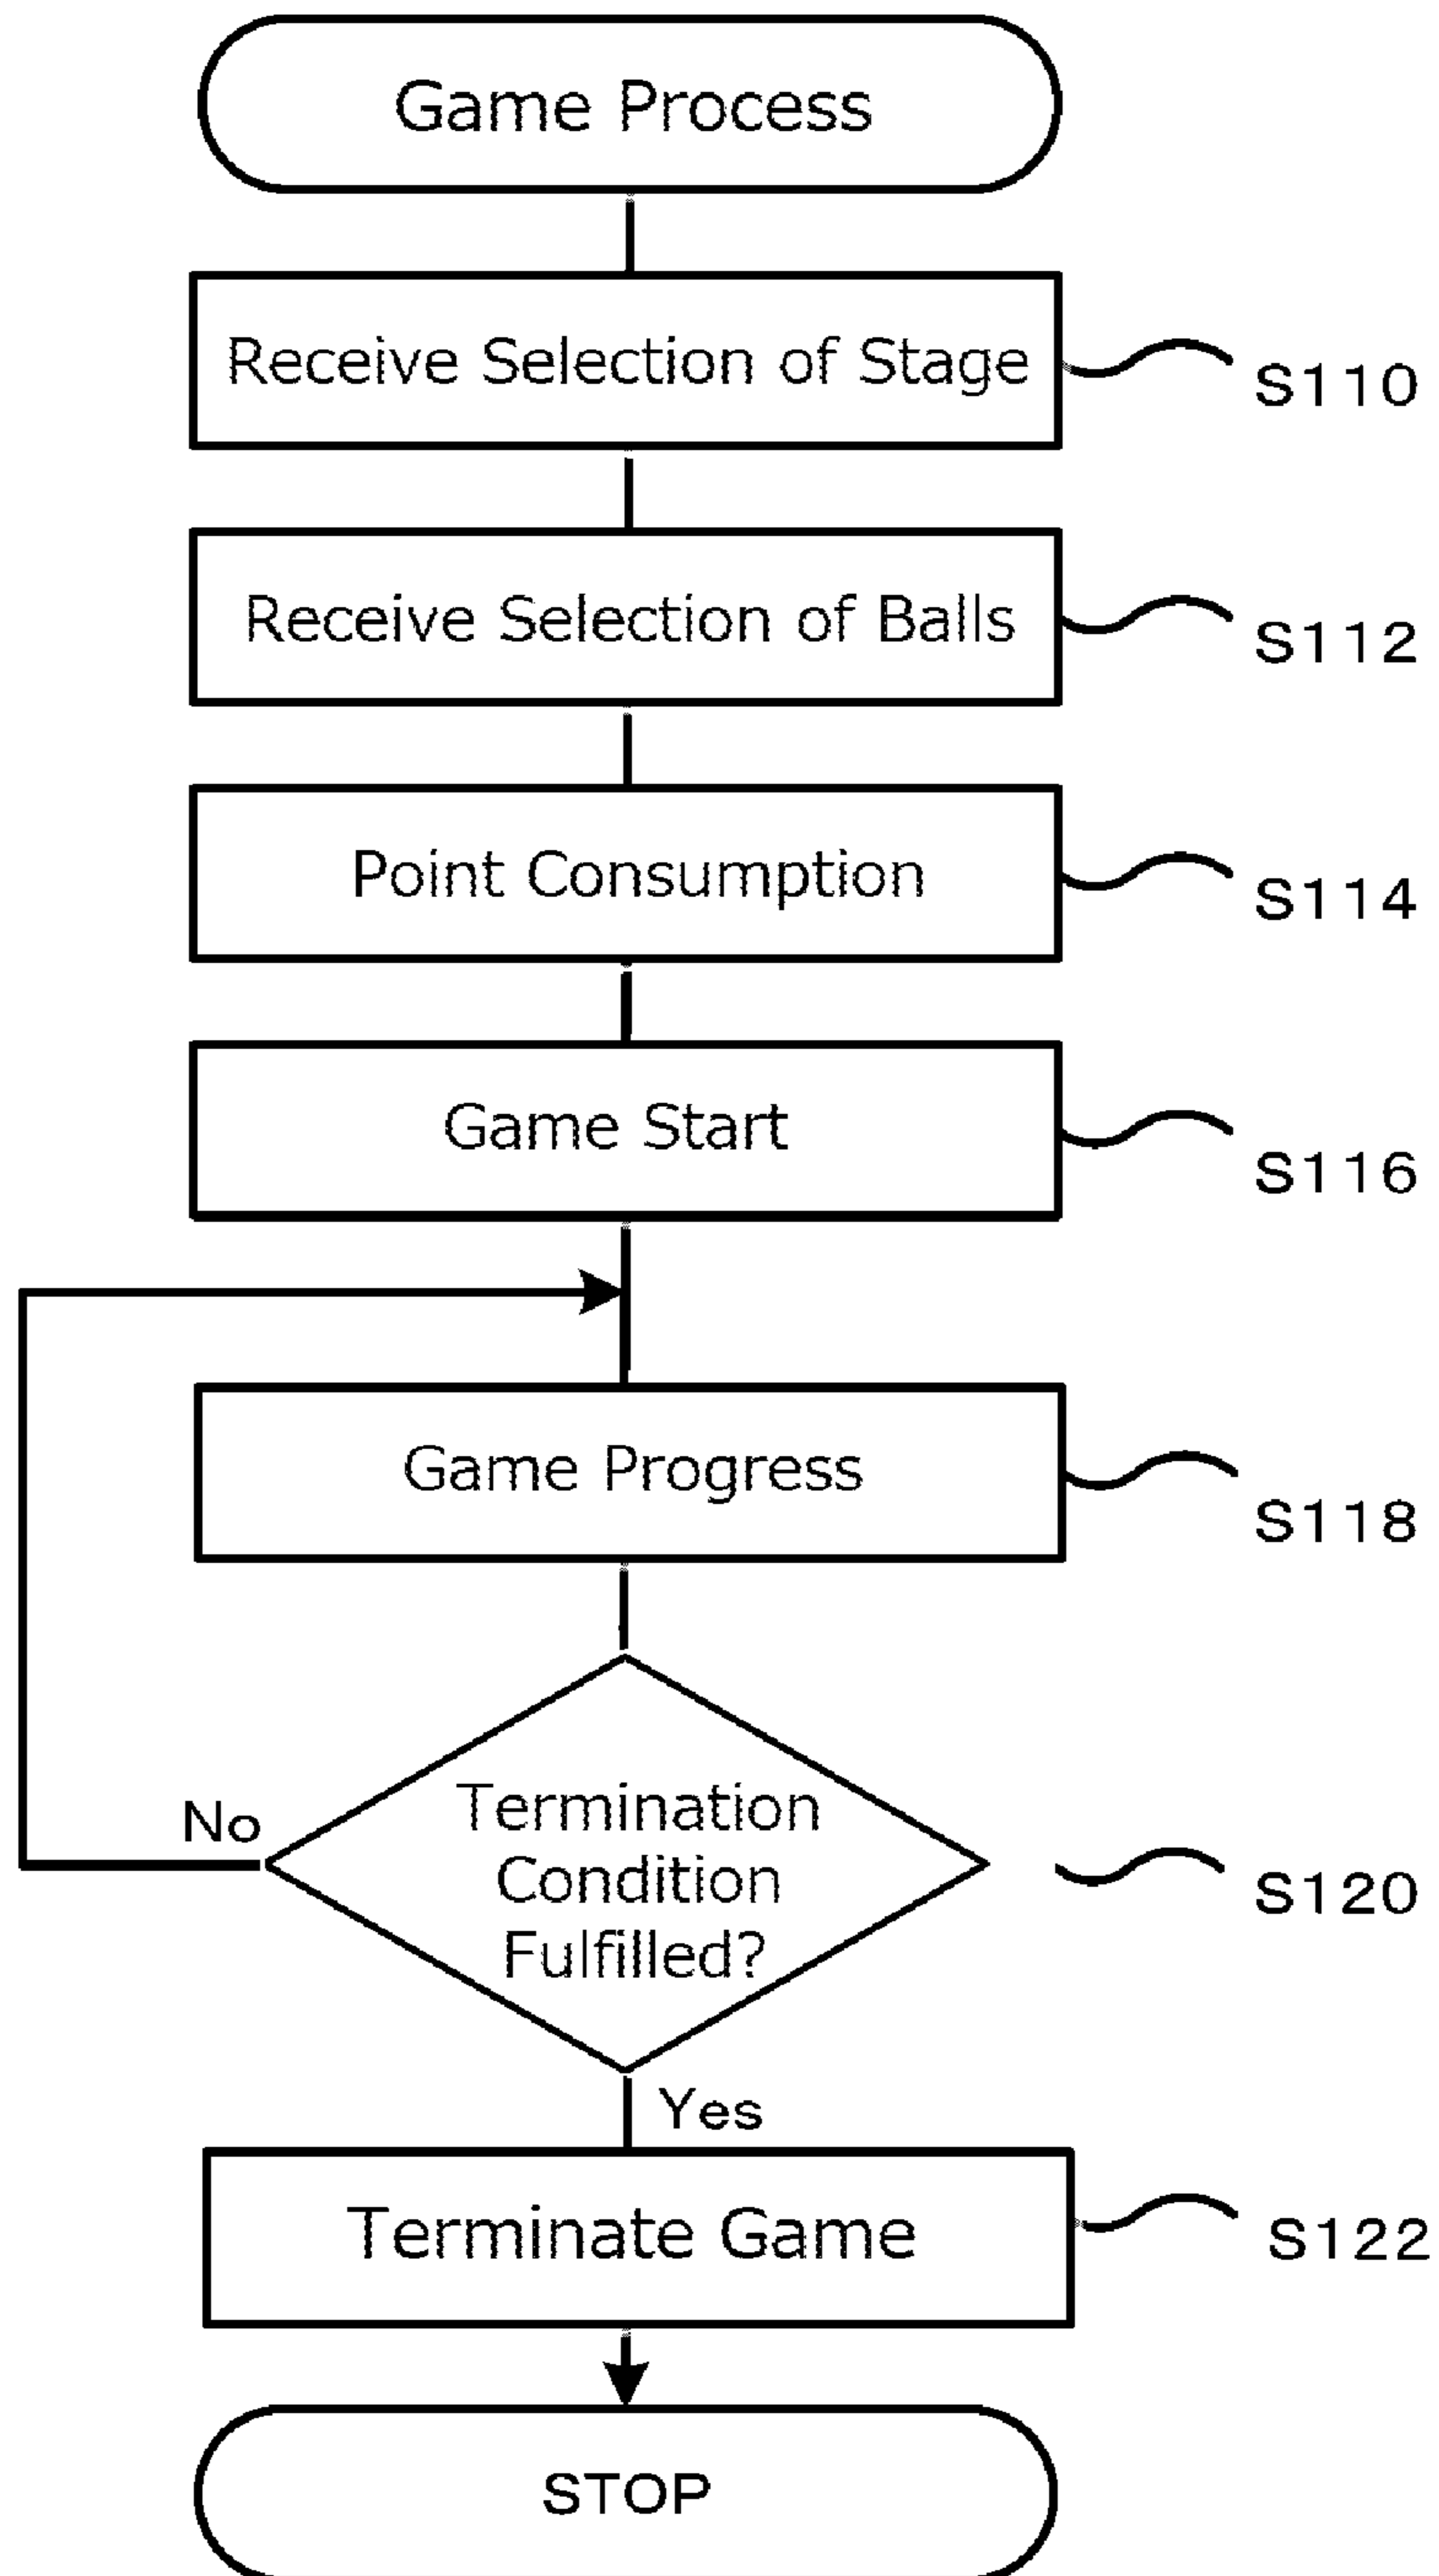 Game Process
Receive Selection of Stage
S110
Receive Selection of Balls
S112
Point Consumption
S114
Game Start
S116
Game Progress
S118
Termination
Condition
Fulfilled?
No
S120
Yes
Terminate Game
S122
STOP